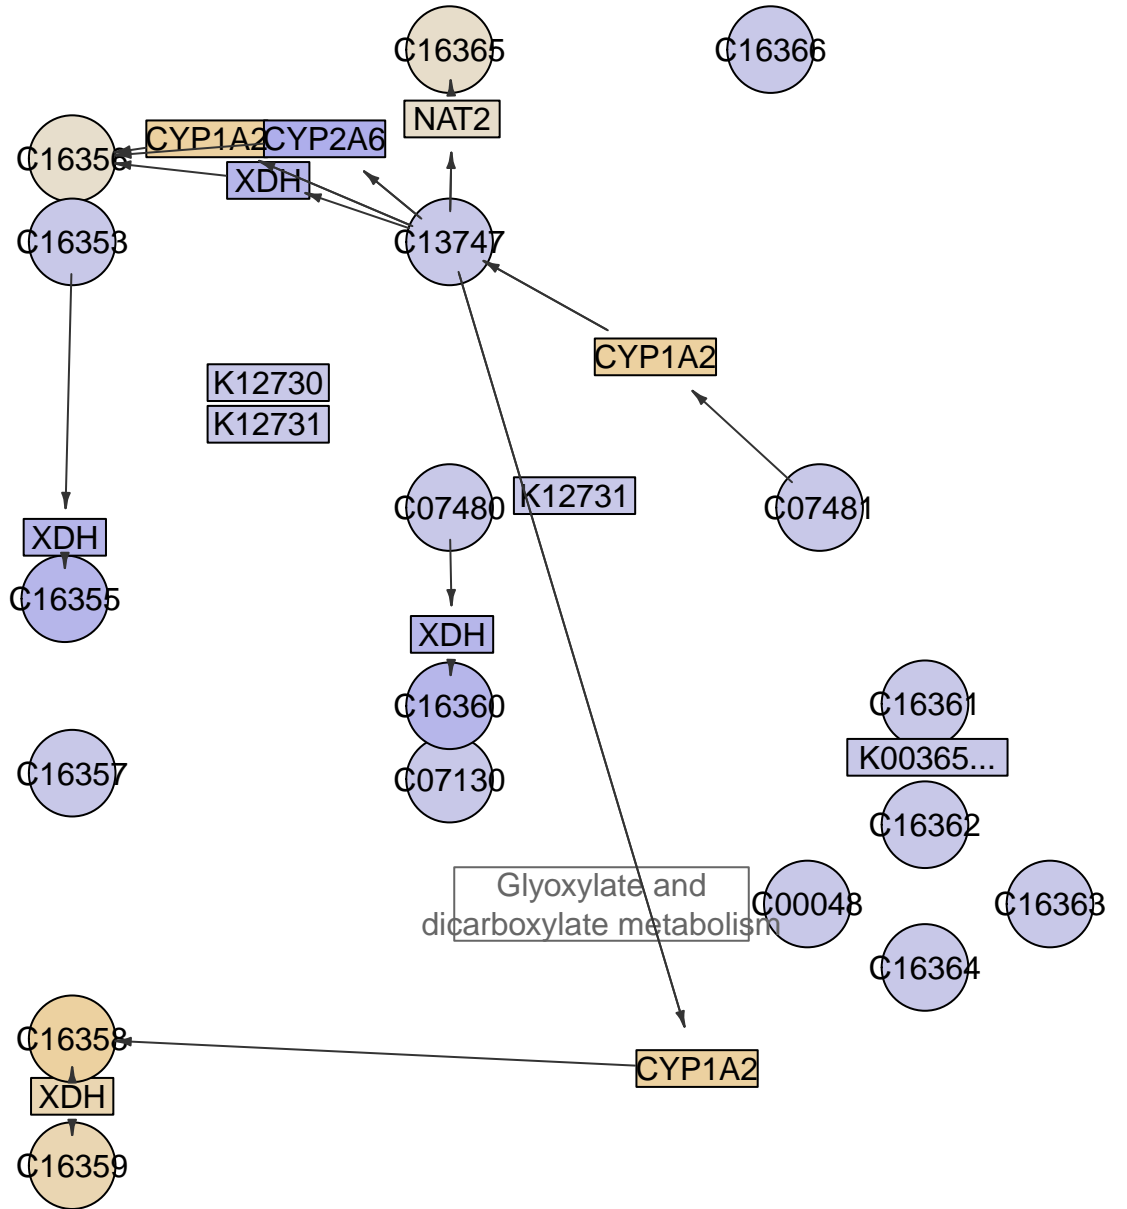 C16365
C16366
NAT2
CYP1A2
CYP2A6
C16356
XDH
C16353
C13747
CYP1A2
K12730
K12731
K12731
C07480
C07481
XDH
C16355
XDH
C16361
C16360
K00365...
C16357
C07130
C16362
Glyoxylate and
dicarboxylate metabolism
C00048
C16363
C16364
C16358
CYP1A2
XDH
C16359